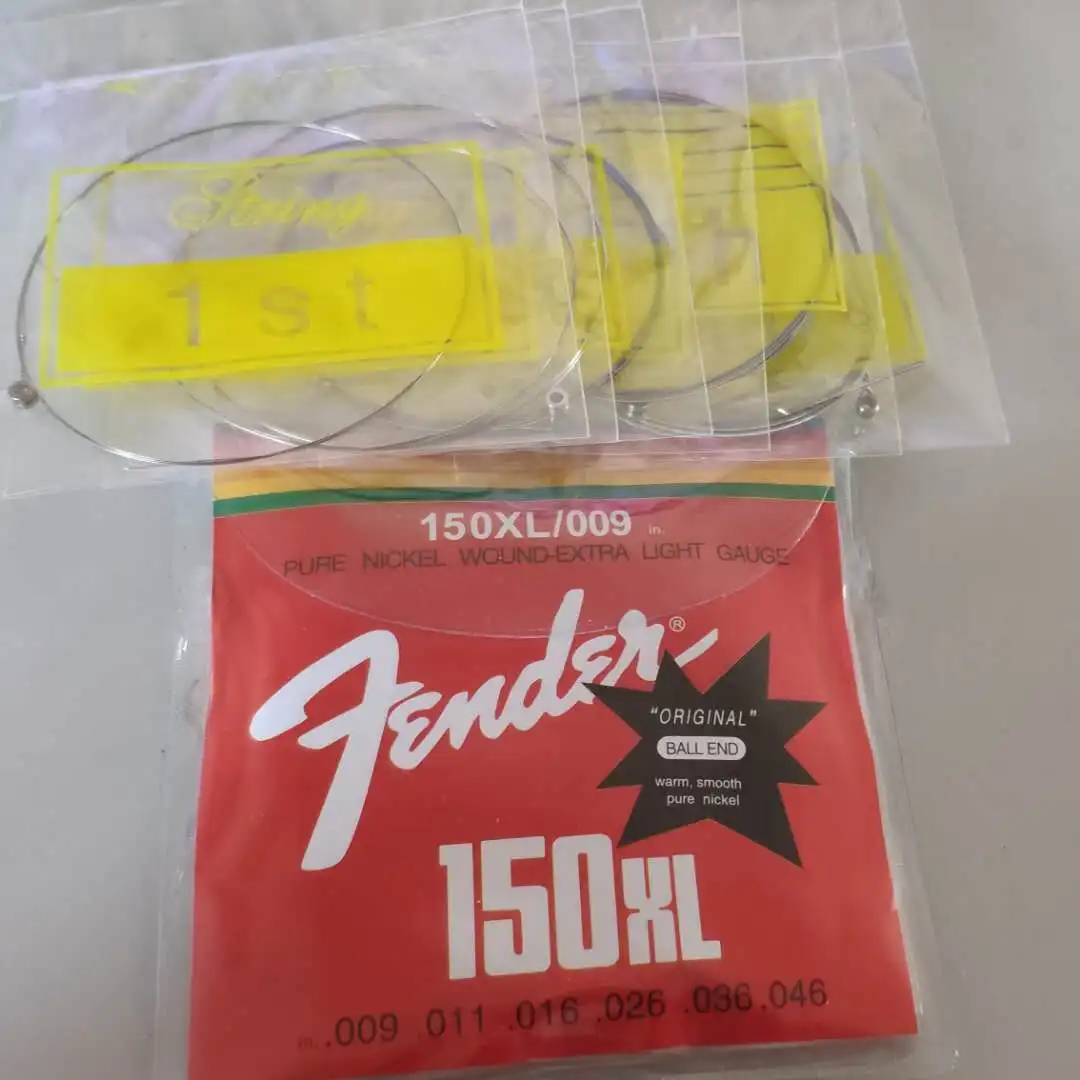 String
1st
150XL/009 in.
PURE NICKEL WOUND-EXTRA LIGHT GAUGE
Fender®
"ORIGINAL"
BALL END
warm, smooth
pure nickel
150XL
in. .009 .011 .016 .026 .036 .046